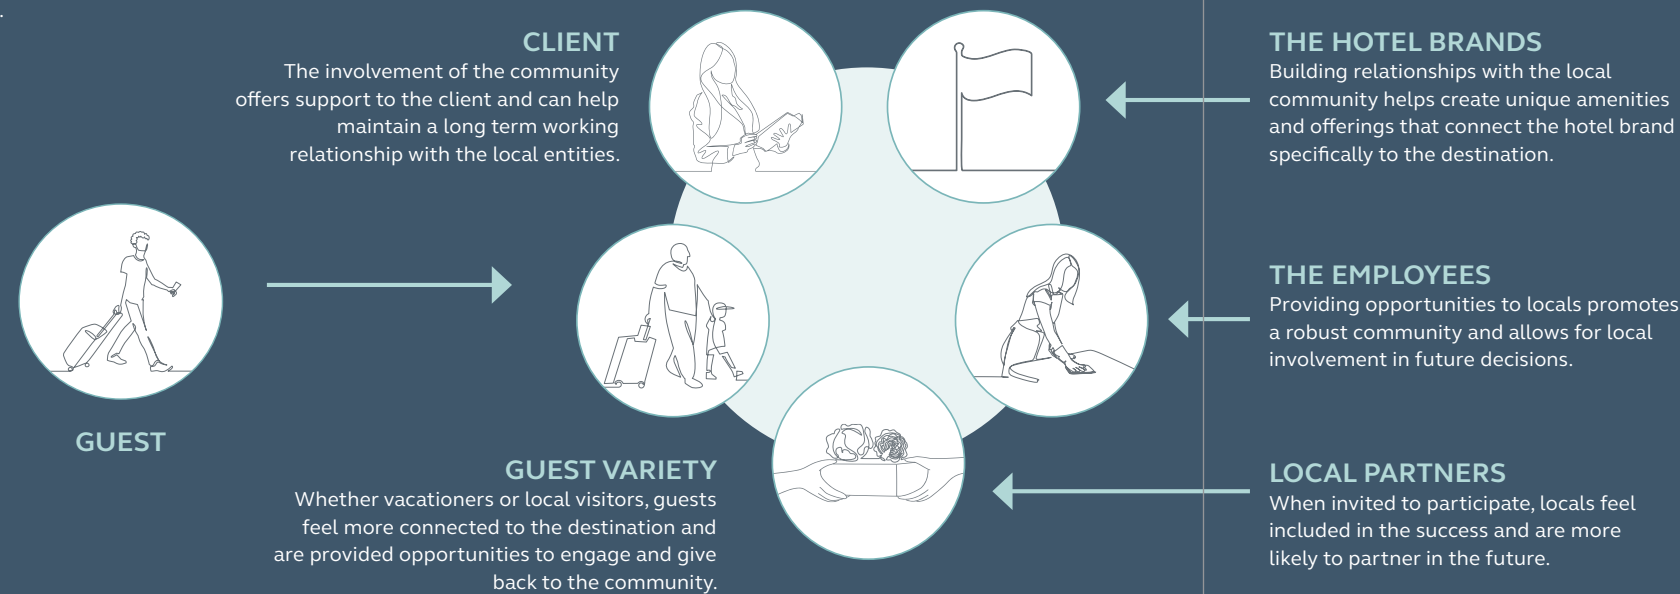 .
CLIENT
The involvement of the community
offers support to the client and can help
maintain a long term working
relationship with the local entities.
THE HOTEL BRANDS
Building relationships with the local
community helps create unique amenities
and offerings that connect the hotel brand
specifically to the destination.
THE EMPLOYEES
Providing opportunities to locals promotes
a robust community and allows for local
involvement in future decisions.
GUEST
GUEST VARIETY
Whether vacationers or local visitors, guests
feel more connected to the destination and
are provided opportunities to engage and give
back to the community.
LOCAL PARTNERS
When invited to participate, locals feel
included in the success and are more
likely to partner in the future.